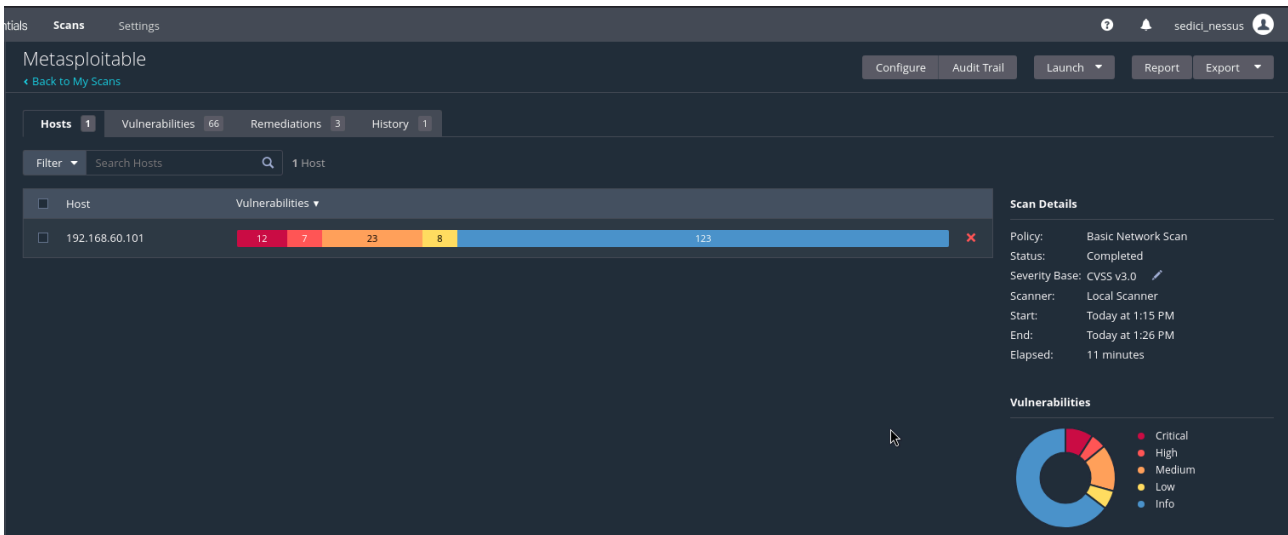 ntials Scans Settings sedici_nessus
Metasploitable
Back to My Scans
Configure Audit Trail Launch Report Export
Hosts 1 Vulnerabilities 66 Remediations 3 History 1
Filter Search Hosts 1 Host
Host Vulnerabilities
192.168.60.101 12 7 23 8 123
Scan Details
Policy: Basic Network Scan
Status: Completed
Severity Base: CVSS v3.0
Scanner: Local Scanner
Start: Today at 1:15 PM
End: Today at 1:26 PM
Elapsed: 11 minutes
Vulnerabilities
Critical
High
Medium
Low
Info